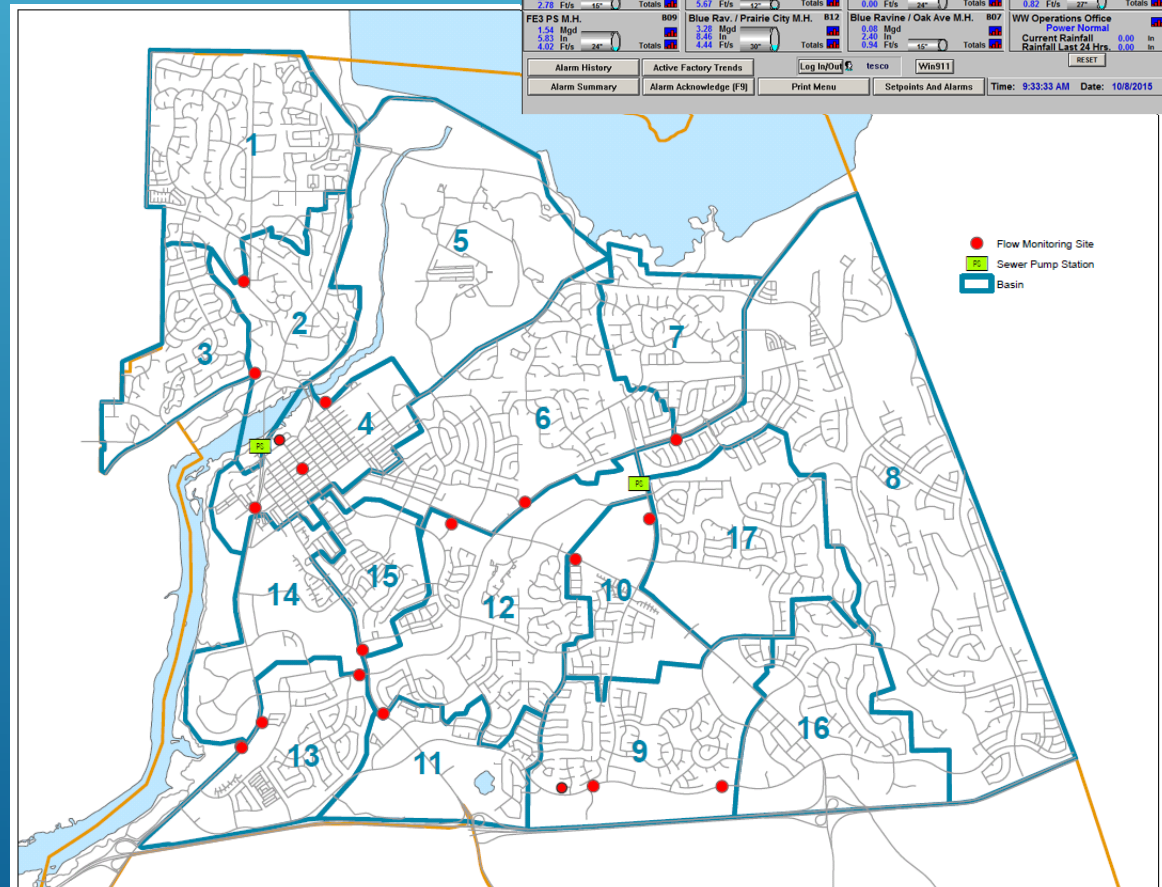 2.78 Ft/s 15" Totals
5.67 Ft/s 12" Totals
0.00 Ft/s 24" Totals
0.82 Ft/s 27" Totals
FE3 PS M.H. B09
1.54 Mgd
5.83 In
4.02 Ft/s 24" Totals
Blue Rav. / Prairie City M.H. B12
3.28 Mgd
8.46 In
4.44 Ft/s 30" Totals
Blue Ravine / Oak Ave M.H. B07
0.08 Mgd
2.40 In
0.94 Ft/s 15" Totals
WW Operations Office
Power Normal
Current Rainfall 0.00 In
Rainfall Last 24 Hrs. 0.00 In
RESET
Alarm History Active Factory Trends Log In/Out tesco Win911
Alarm Summary Alarm Acknowledge (F9) Print Menu Setpoints And Alarms Time: 9:33:33 AM Date: 10/8/2015
1
5
Flow Monitoring Site
PS Sewer Pump Station
Basin
2
7
3
4
6
PS
8
PS
17
15
14
10
12
16
9
13
11